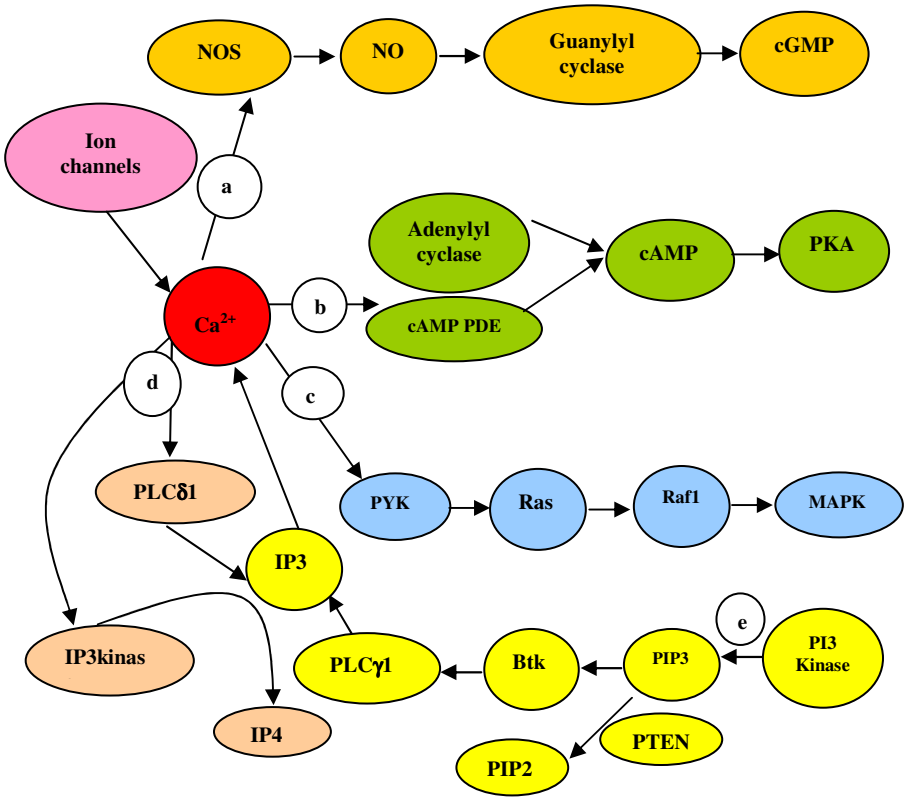 NOS
NO
Guanylyl
cyclase
cGMP
Ion
channels
a
Adenylyl
cyclase
cAMP
PKA
Ca²⁺
b
cAMP PDE
d
c
PLCδ1
PYK
Ras
Raf1
MAPK
IP3
e
IP3kinas
PLCγ1
Btk
PIP3
PI3
Kinase
IP4
PTEN
PIP2